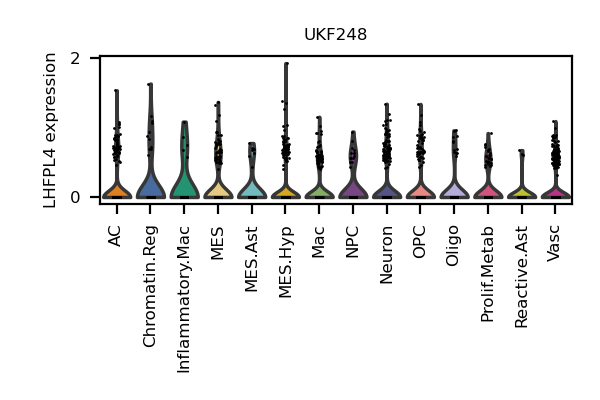 UKF248
LHFPL4 expression
2
0
AC
Chromatin.Reg
Inflammatory.Mac
MES
MES.Ast
MES.Hyp
Mac
NPC
Neuron
OPC
Oligo
Prolif.Metab
Reactive.Ast
Vasc